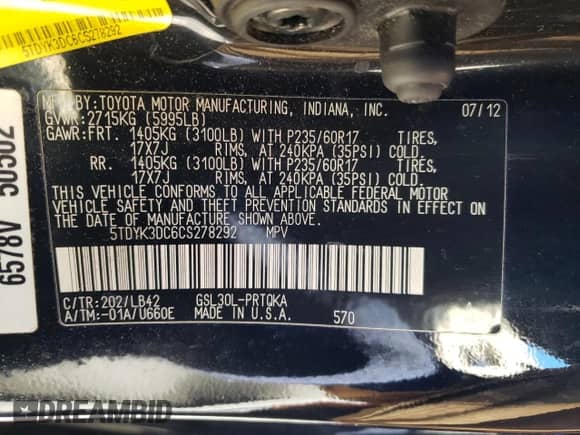 5TDYK3DC6CS278292
MFD. BY: TOYOTA MOTOR MANUFACTURING, INDIANA, INC. 07/12
GVWR: 2715KG (5995LB)
GAWR: FRT. 1405KG (3100LB) WITH P235/60R17 TIRES,
17X7J RIMS, AT 240KPA (35PSI) COLD
RR. 1405KG (3100LB) WITH P235/60R17 TIRES,
17X7J RIMS, AT 240KPA (35PSI) COLD
THIS VEHICLE CONFORMS TO ALL APPLICABLE FEDERAL MOTOR
VEHICLE SAFETY AND THEFT PREVENTION STANDARDS IN EFFECT ON
THE DATE OF MANUFACTURE SHOWN ABOVE.
5TDYK3DC6CS278292 MPV
C/TR: 202/LB42 GSL30L-PRTQKA
A/TM: -01A/U660E MADE IN U.S.A. 570
6578V 50502
DREAMBID